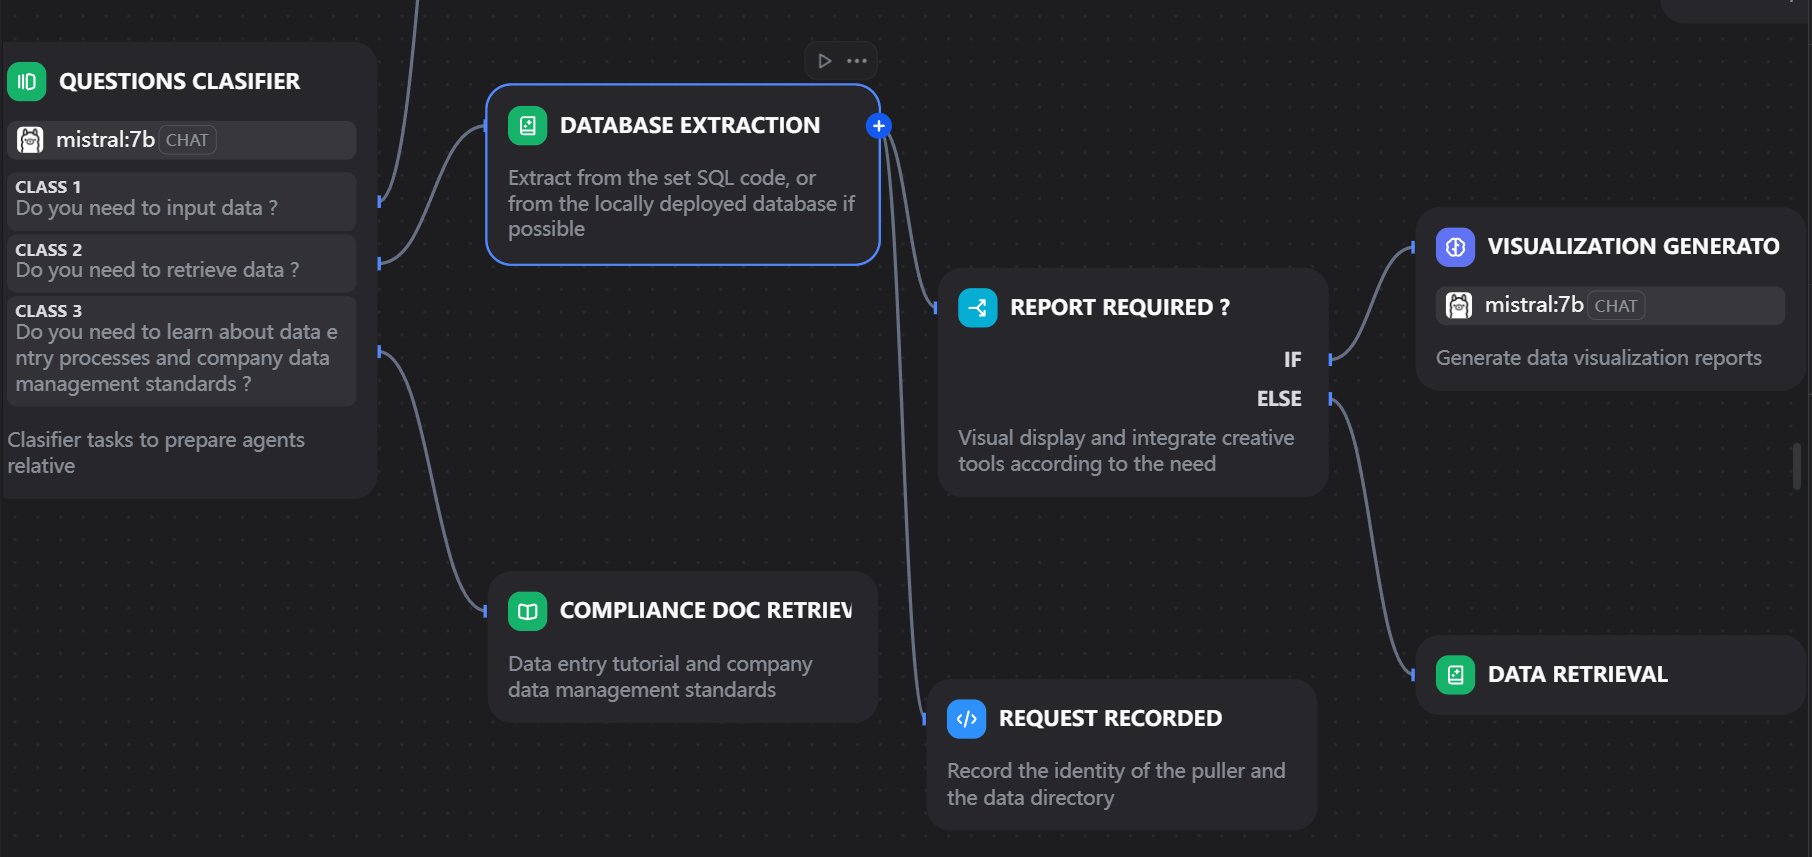 QUESTIONS CLASIFIER
mistral:7b CHAT
CLASS 1
Do you need to input data ?
CLASS 2
Do you need to retrieve data ?
CLASS 3
Do you need to learn about data e
ntry processes and company data
management standards ?
Clasifier tasks to prepare agents
relative
DATABASE EXTRACTION
Extract from the set SQL code, or
from the locally deployed database if
possible
COMPLIANCE DOC RETRIEV
Data entry tutorial and company
data management standards
REPORT REQUIRED ?
IF
ELSE
Visual display and integrate creative
tools according to the need
REQUEST RECORDED
Record the identity of the puller and
the data directory
VISUALIZATION GENERATO
mistral:7b CHAT
Generate data visualization reports
DATA RETRIEVAL